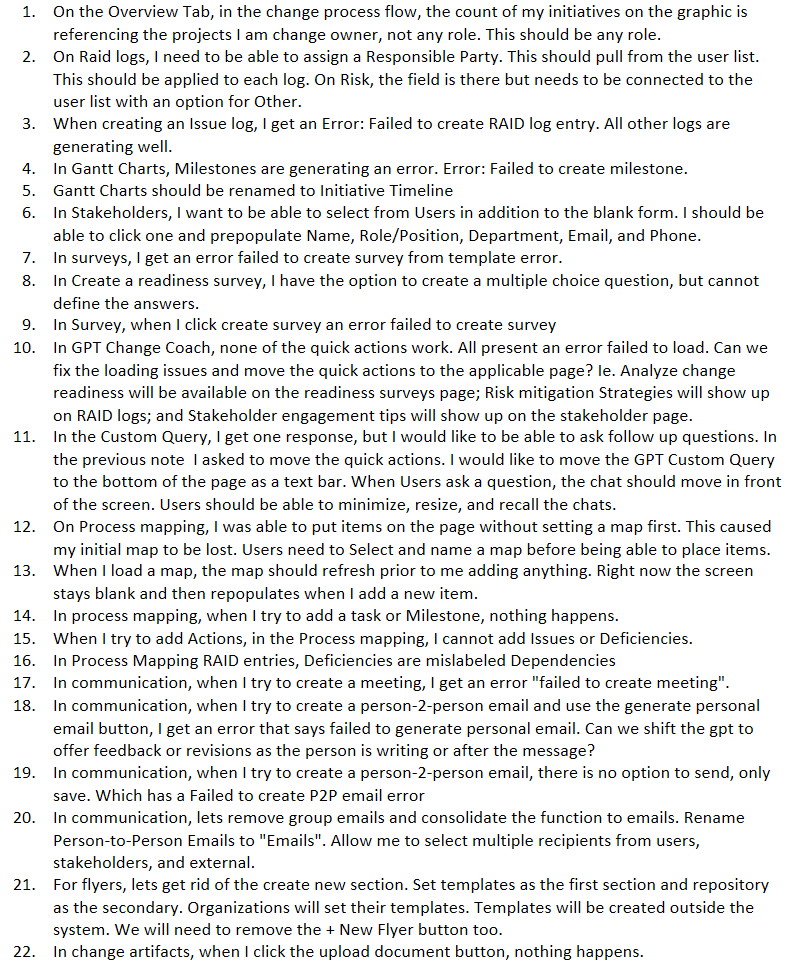 1. On the Overview Tab, in the change process flow, the count of my initiatives on the graphic is
referencing the projects I am change owner, not any role. This should be any role.
2. On Raid logs, I need to be able to assign a Responsible Party. This should pull from the user list.
This should be applied to each log. On Risk, the field is there but needs to be connected to the
user list with an option for Other.
3. When creating an Issue log, I get an Error: Failed to create RAID log entry. All other logs are
generating well.
4. In Gantt Charts, Milestones are generating an error. Error: Failed to create milestone.
5. Gantt Charts should be renamed to Initiative Timeline
6. In Stakeholders, I want to be able to select from Users in addition to the blank form. I should be
able to click one and prepopulate Name, Role/Position, Department, Email, and Phone.
7. In surveys, I get an error failed to create survey from template error.
8. In Create a readiness survey, I have the option to create a multiple choice question, but cannot
define the answers.
9. In Survey, when I click create survey an error failed to create survey
10. In GPT Change Coach, none of the quick actions work. All present an error failed to load. Can we
fix the loading issues and move the quick actions to the applicable page? Ie. Analyze change
readiness will be available on the readiness surveys page; Risk mitigation Strategies will show up
on RAID logs; and Stakeholder engagement tips will show up on the stakeholder page.
11. In the Custom Query, I get one response, but I would like to be able to ask follow up questions. In
the previous note I asked to move the quick actions. I would like to move the GPT Custom Query
to the bottom of the page as a text bar. When Users ask a question, the chat should move in front
of the screen. Users should be able to minimize, resize, and recall the chats.
12. On Process mapping, I was able to put items on the page without setting a map first. This caused
my initial map to be lost. Users need to Select and name a map before being able to place items.
13. When I load a map, the map should refresh prior to me adding anything. Right now the screen
stays blank and then repopulates when I add a new item.
14. In process mapping, when I try to add a task or Milestone, nothing happens.
15. When I try to add Actions, in the Process mapping, I cannot add Issues or Deficiencies.
16. In Process Mapping RAID entries, Deficiencies are mislabeled Dependencies
17. In communication, when I try to create a meeting, I get an error "failed to create meeting".
18. In communication, when I try to create a person-2-person email and use the generate personal
email button, I get an error that says failed to generate personal email. Can we shift the gpt to
offer feedback or revisions as the person is writing or after the message?
19. In communication, when I try to create a person-2-person email, there is no option to send, only
save. Which has a Failed to create P2P email error
20. In communication, lets remove group emails and consolidate the function to emails. Rename
Person-to-Person Emails to "Emails". Allow me to select multiple recipients from users,
stakeholders, and external.
21. For flyers, lets get rid of the create new section. Set templates as the first section and repository
as the secondary. Organizations will set their templates. Templates will be created outside the
system. We will need to remove the + New Flyer button too.
22. In change artifacts, when I click the upload document button, nothing happens.